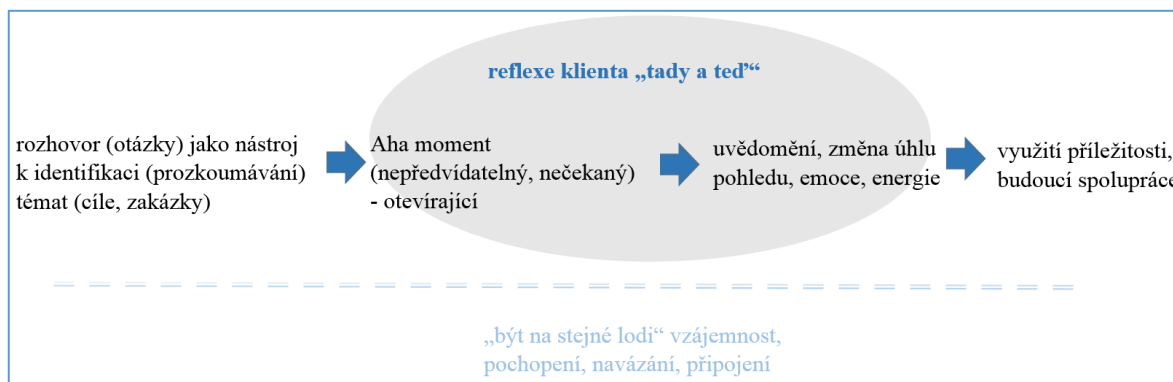 reflexe klienta „tady a teď“
rozhovor (otázky) jako nástroj
k identifikaci (prozkoumávání)
témat (cíle, zakázky)
Aha moment
(nepředvídatelný, nečekaný)
- otevírající
uvědomění, změna úhlu
pohledu, emoce, energie
využití příležitosti,
budoucí spolupráce
„být na stejné lodi“ vzájemnost,
pochopení, navázání, připojení